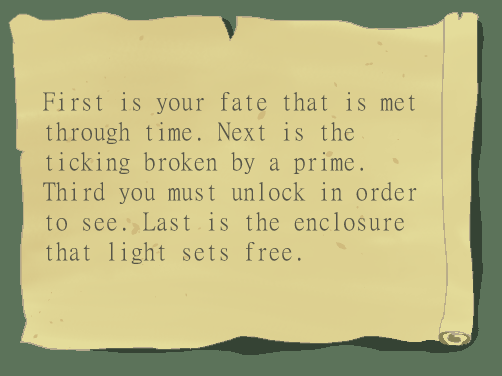 First is your fate that is met
through time. Next is the
ticking broken by a prime.
Third you must unlock in order
to see. Last is the enclosure
that light sets free.